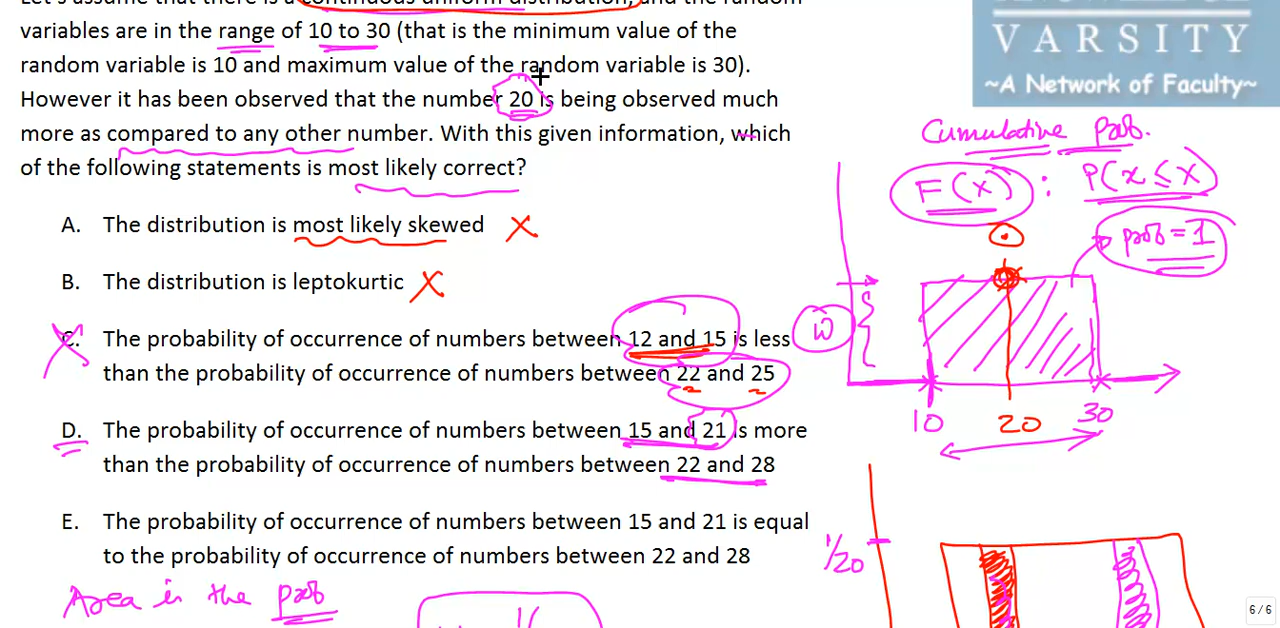 variables are in the range of 10 to 30 (that is the minimum value of the
random variable is 10 and maximum value of the random variable is 30).
However it has been observed that the number 20 is being observed much
more as compared to any other number. With this given information, which
of the following statements is most likely correct?
A. The distribution is most likely skewed
B. The distribution is leptokurtic
C. The probability of occurrence of numbers between 12 and 15 is less
than the probability of occurrence of numbers between 22 and 25
D. The probability of occurrence of numbers between 15 and 21 is more
than the probability of occurrence of numbers between 22 and 28
E. The probability of occurrence of numbers between 15 and 21 is equal
to the probability of occurrence of numbers between 22 and 28
Area is the prob
VARSITY
~A Network of Faculty~
Cumulative Prob.
F(x) : P(x ≤ X)
prob = 1
10
20
30
1/20
6 / 6